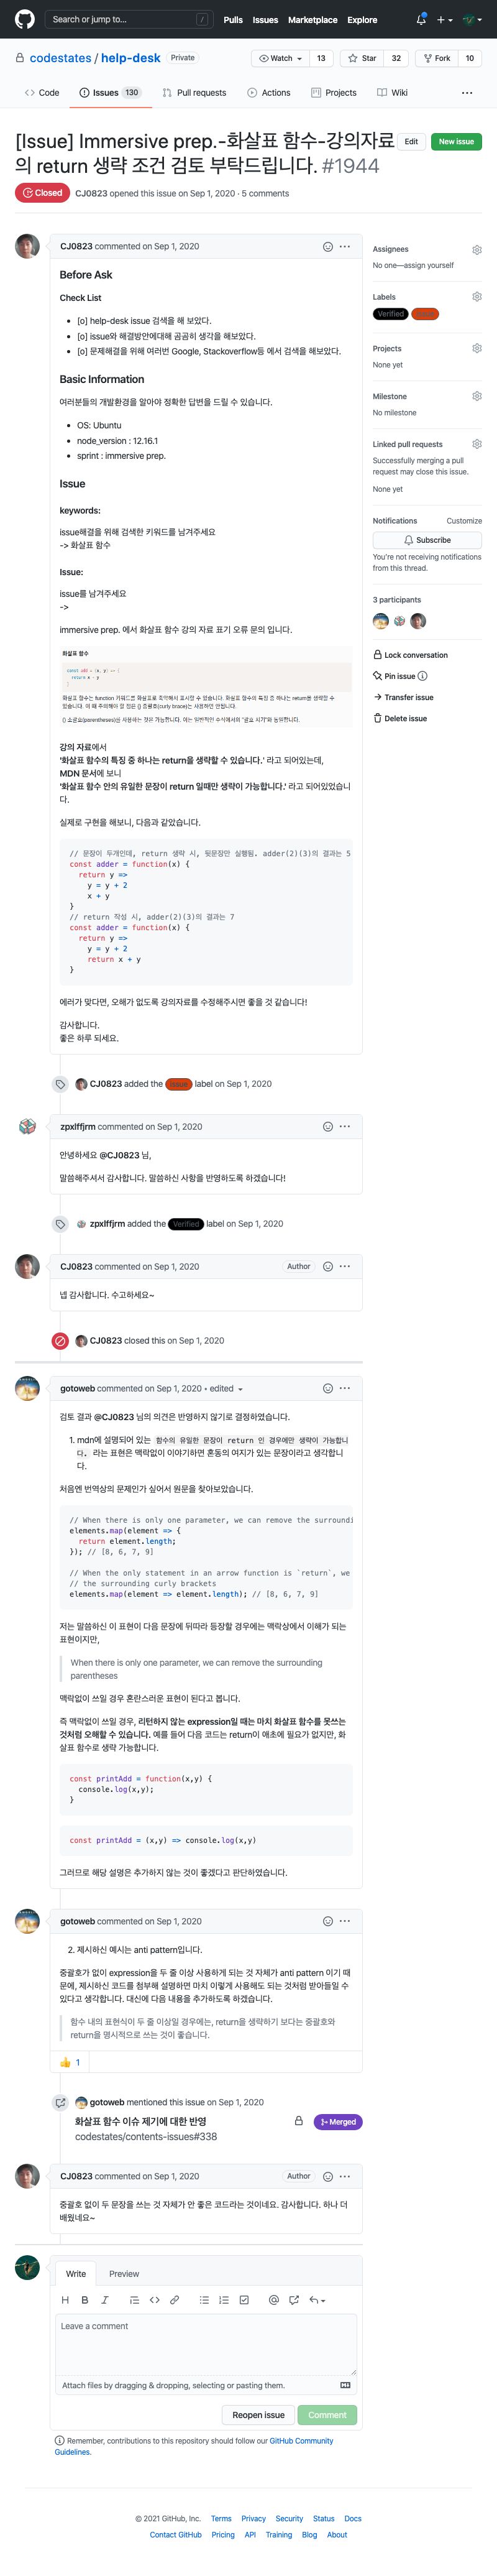 Search or jump to...
/
Pulls Issues Marketplace Explore
codestates / help-desk Private
Watch 13
Star 32
Fork 10
Code
Issues 130
Pull requests
Actions
Projects
Wiki
[Issue] Immersive prep.-화살표 함수-강의자료
의 return 생략 조건 검토 부탁드립니다. #1944
Edit
New issue
Closed
CJ0823 opened this issue on Sep 1, 2020 · 5 comments
CJ0823 commented on Sep 1, 2020
Before Ask
Check List
[o] help-desk issue 검색을 해 보았다.
[o] issue와 해결방안에대해 곰곰히 생각을 해보았다.
[o] 문제해결을 위해 여러번 Google, Stackoverflow등 에서 검색을 해보았다.
Basic Information
여러분들의 개발환경을 알아야 정확한 답변을 드릴 수 있습니다.
OS: Ubuntu
node_version : 12.16.1
sprint : immersive prep.
Issue
keywords:
issue해결을 위해 검색한 키워드를 남겨주세요
-> 화살표 함수
Issue:
issue를 남겨주세요
->
immersive prep. 에서 화살표 함수 강의 자료 표기 오류 문의 입니다.
화살표 함수
const add = (x, y) => {
return x + y
}
화살표 함수는 function 키워드를 화살표로 축약해서 표시할 수 있습니다. 화살표 함수의 특징 중 하나는 return을 생략할 수
있습니다. 이 때 주의해야 할 점은 {} 중괄호(curly brace)는 사용하면 안됩니다.
강의 자료에서
'화살표 함수의 특징 중 하나는 return을 생략할 수 있습니다.' 라고 되어있는데,
MDN 문서에 보니
'화살표 함수 안의 유일한 문장이 return 일때만 생략이 가능합니다.' 라고 되어있었습니
다.
실제로 구현을 해보니, 다음과 같았습니다.
// 문장이 두개인데, return 생략 시, 뒷문장만 실행됨. adder(2)(3)의 결과는 5
const adder = function(x) {
return y =>
y = y + 2
x + y
}
// return 작성 시, adder(2)(3)의 결과는 7
const adder = function(x) {
return y =>
y = y + 2
return x + y
}
에러가 맞다면, 오해가 없도록 강의자료를 수정해주시면 좋을 것 같습니다!
감사합니다.
좋은 하루 되세요.
Assignees
No one—assign yourself
Labels
Verified Issue
Projects
None yet
Milestone
No milestone
Linked pull requests
Successfully merging a pull
request may close this issue.
None yet
Notifications Customize
Subscribe
You're not receiving notifications
from this thread.
3 participants
Lock conversation
Pin issue
Transfer issue
Delete issue
CJ0823 added the Issue label on Sep 1, 2020
zpxlffjrm commented on Sep 1, 2020
안녕하세요 @CJ0823 님,
말씀해주셔서 감사합니다. 말씀하신 사항을 반영하도록 하겠습니다!
zpxlffjrm added the Verified label on Sep 1, 2020
CJ0823 commented on Sep 1, 2020 Author
넵 감사합니다. 수고하세요~
CJ0823 closed this on Sep 1, 2020
gotoweb commented on Sep 1, 2020 • edited
검토 결과 @CJ0823 님의 의견은 반영하지 않기로 결정하였습니다.
1. mdn에 설명되어 있는 함수의 유일한 문장이 return 인 경우에만 생략이 가능합니
다. 라는 표현은 맥락없이 이야기하면 혼동의 여지가 있는 문장이라고 생각합니
다.
처음엔 번역상의 문제인가 싶어서 원문을 찾아보았습니다.
// When there is only one parameter, we can remove the surroundi
elements.map(element => {
return element.length;
}); // [8, 6, 7, 9]
// When the only statement in an arrow function is `return`, we
// the surrounding curly brackets
elements.map(element => element.length); // [8, 6, 7, 9]
저는 말씀하신 이 표현이 다음 문장에 뒤따라 등장할 경우에는 맥락상에서 이해가 되는
표현이지만,
When there is only one parameter, we can remove the surrounding
parentheses
맥락없이 쓰일 경우 혼란스러운 표현이 된다고 봅니다.
즉 맥락없이 쓰일 경우, 리턴하지 않는 expression일 때는 마치 화살표 함수를 못쓰는
것처럼 오해할 수 있습니다. 예를 들어 다음 코드는 return이 애초에 필요가 없지만, 화
살표 함수로 생략 가능합니다.
const printAdd = function(x,y) {
console.log(x,y);
}
const printAdd = (x,y) => console.log(x,y)
그러므로 해당 설명은 추가하지 않는 것이 좋겠다고 판단하였습니다.
gotoweb commented on Sep 1, 2020
2. 제시하신 예시는 anti pattern입니다.
중괄호가 없이 expression을 두 줄 이상 사용하게 되는 것 자체가 anti pattern 이기 때
문에, 제시하신 코드를 첨부해 설명하면 마치 이렇게 사용해도 되는 것처럼 받아들일 수
있다고 생각합니다. 대신에 다음 내용을 추가하도록 하겠습니다.
함수 내의 표현식이 두 줄 이상일 경우에는, return을 생략하기 보다는 중괄호와
return을 명시적으로 쓰는 것이 좋습니다.
1
gotoweb mentioned this issue on Sep 1, 2020
화살표 함수 이슈 제기에 대한 반영
codestates/contents-issues#338
Merged
CJ0823 commented on Sep 1, 2020 Author
중괄호 없이 두 문장을 쓰는 것 자체가 안 좋은 코드라는 것이네요. 감사합니다. 하나 더
배웠네요~
Write Preview
Leave a comment
Attach files by dragging & dropping, selecting or pasting them.
Reopen issue
Comment
Remember, contributions to this repository should follow our GitHub Community
Guidelines.
© 2021 GitHub, Inc. Terms Privacy Security Status Docs
Contact GitHub Pricing API Training Blog About